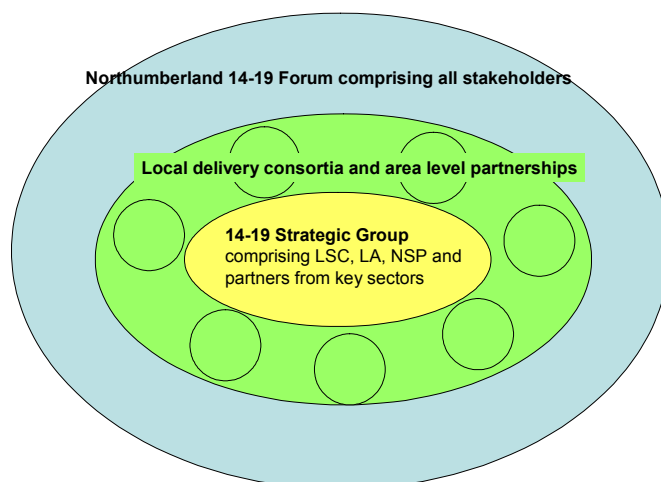 Northumberland 14-19 Forum comprising all stakeholders
Local delivery consortia and area level partnerships
14-19 Strategic Group
comprising LSC, LA, NSP and
partners from key sectors